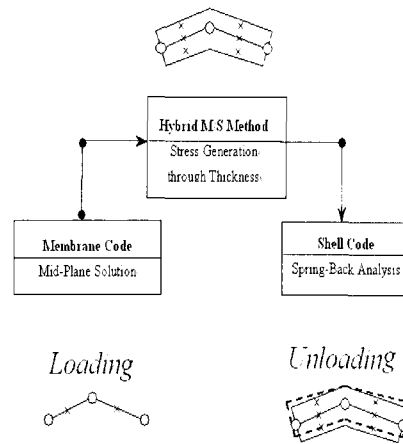 Hybrid M-S Method
Stress Generation
through Thickness
Membrane Code
Mid-Plane Solution
Shell Code
Spring-Back Analysis
Loading
Unloading